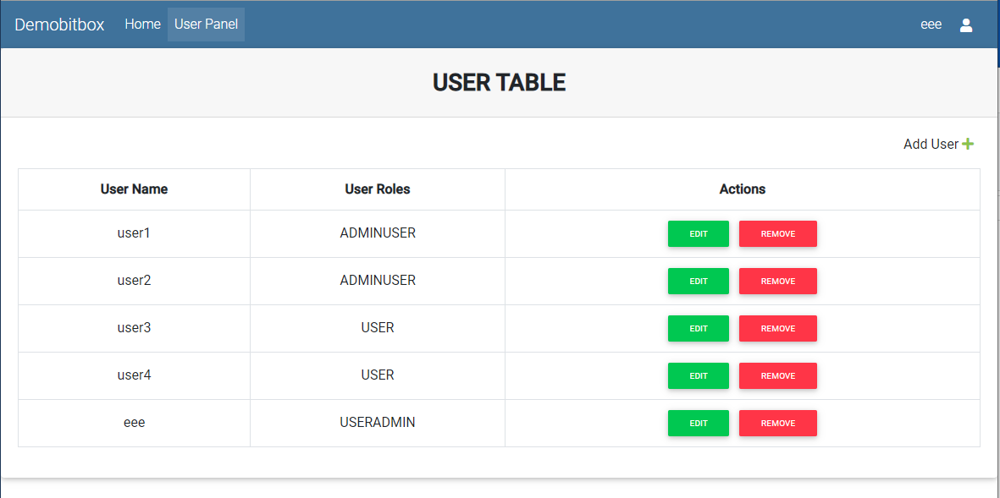 Demobitbox Home User Panel eee
USER TABLE
Add User
User Name User Roles Actions
user1 ADMINUSER EDIT REMOVE
user2 ADMINUSER EDIT REMOVE
user3 USER EDIT REMOVE
user4 USER EDIT REMOVE
eee USERADMIN EDIT REMOVE